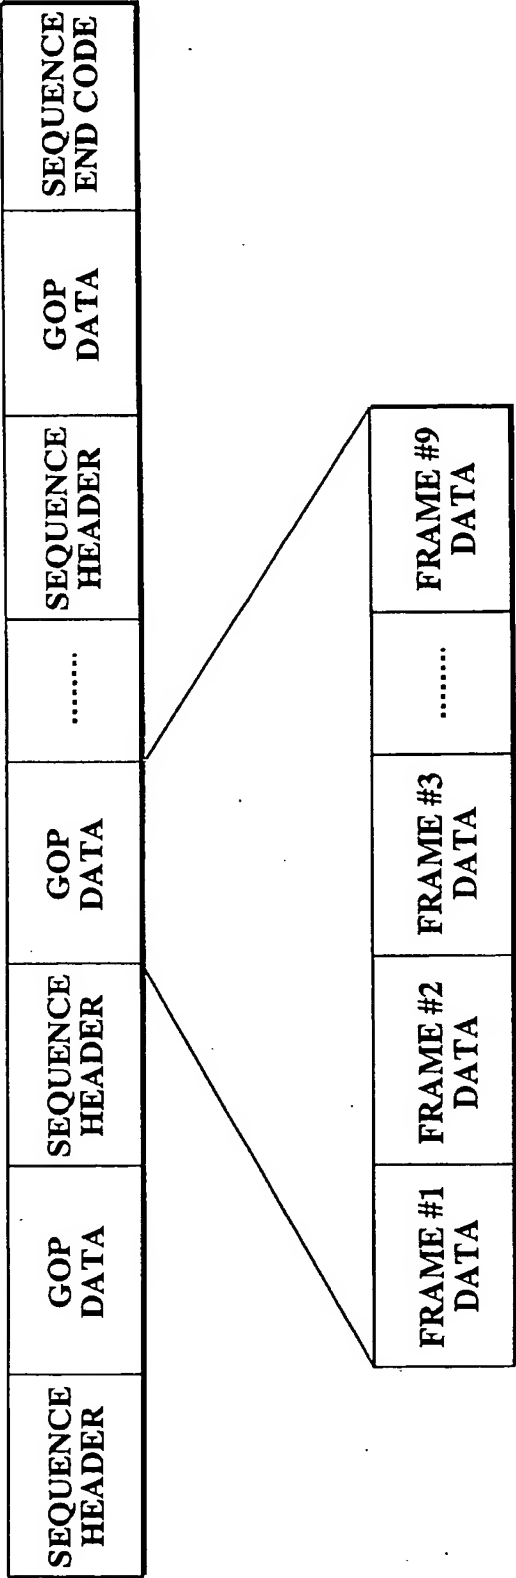 SEQUENCE
HEADER
GOP
DATA
SEQUENCE
HEADER
GOP
DATA
........
SEQUENCE
HEADER
GOP
DATA
SEQUENCE
END CODE
FRAME #1
DATA
FRAME #2
DATA
FRAME #3
DATA
........
FRAME #9
DATA